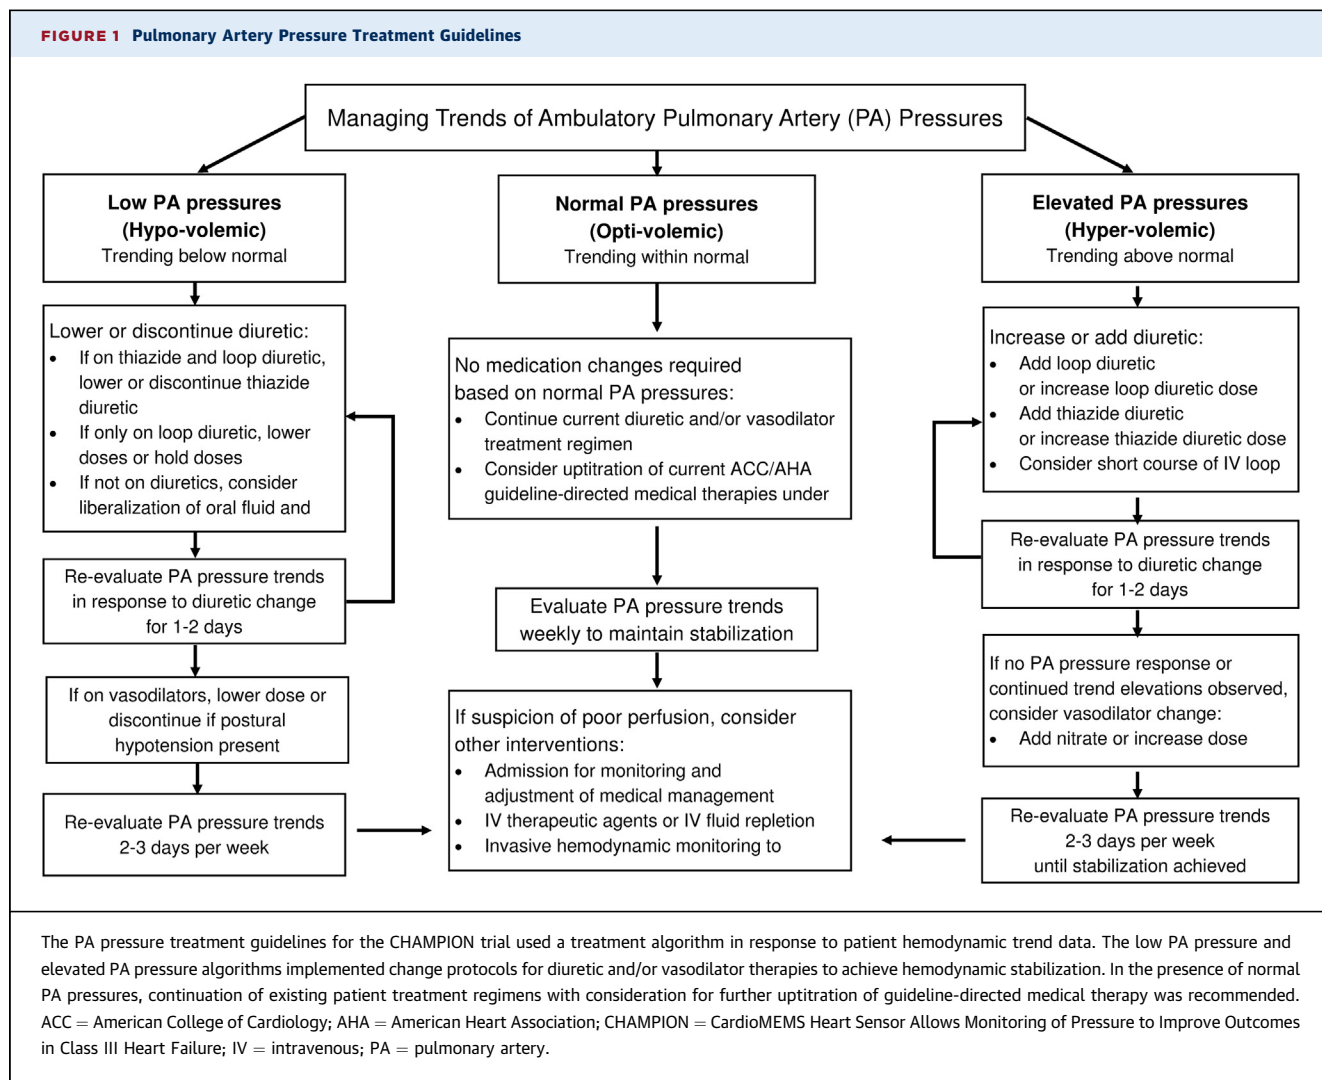 FIGURE 1 Pulmonary Artery Pressure Treatment Guidelines
Managing Trends of Ambulatory Pulmonary Artery (PA) Pressures
Low PA pressures
(Hypo-volemic)
Trending below normal
Lower or discontinue diuretic:
• If on thiazide and loop diuretic,
lower or discontinue thiazide
diuretic
• If only on loop diuretic, lower
doses or hold doses
• If not on diuretics, consider
liberalization of oral fluid and
Re-evaluate PA pressure trends
in response to diuretic change
for 1-2 days
If on vasodilators, lower dose or
discontinue if postural
hypotension present
Re-evaluate PA pressure trends
2-3 days per week
Normal PA pressures
(Opti-volemic)
Trending within normal
No medication changes required
based on normal PA pressures:
• Continue current diuretic and/or vasodilator
treatment regimen
• Consider uptitration of current ACC/AHA
guideline-directed medical therapies under
Evaluate PA pressure trends
weekly to maintain stabilization
If suspicion of poor perfusion, consider
other interventions:
• Admission for monitoring and
adjustment of medical management
• IV therapeutic agents or IV fluid repletion
• Invasive hemodynamic monitoring to
Elevated PA pressures
(Hyper-volemic)
Trending above normal
Increase or add diuretic:
• Add loop diuretic
or increase loop diuretic dose
• Add thiazide diuretic
or increase thiazide diuretic dose
• Consider short course of IV loop
Re-evaluate PA pressure trends
in response to diuretic change
for 1-2 days
If no PA pressure response or
continued trend elevations observed,
consider vasodilator change:
• Add nitrate or increase dose
Re-evaluate PA pressure trends
2-3 days per week
until stabilization achieved
The PA pressure treatment guidelines for the CHAMPION trial used a treatment algorithm in response to patient hemodynamic trend data. The low PA pressure and
elevated PA pressure algorithms implemented change protocols for diuretic and/or vasodilator therapies to achieve hemodynamic stabilization. In the presence of normal
PA pressures, continuation of existing patient treatment regimens with consideration for further uptitration of guideline-directed medical therapy was recommended.
ACC = American College of Cardiology; AHA = American Heart Association; CHAMPION = CardioMEMS Heart Sensor Allows Monitoring of Pressure to Improve Outcomes
in Class III Heart Failure; IV = intravenous; PA = pulmonary artery.